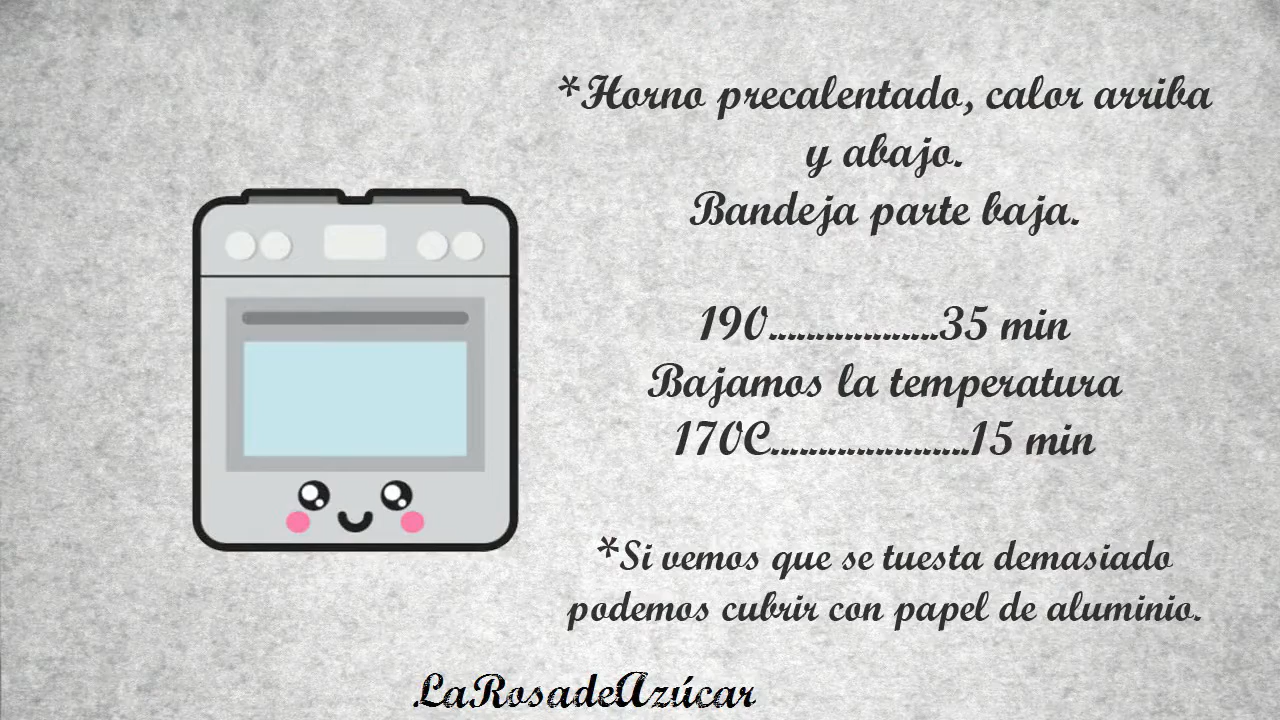 *Horno precalentado, calor arriba
y abajo.
Bandeja parte baja.
190..................35 min
Bajamos la temperatura
170C.....................15 min
*Si vemos que se tuesta demasiado
podemos cubrir con papel de aluminio.
LaRosadeAzúcar